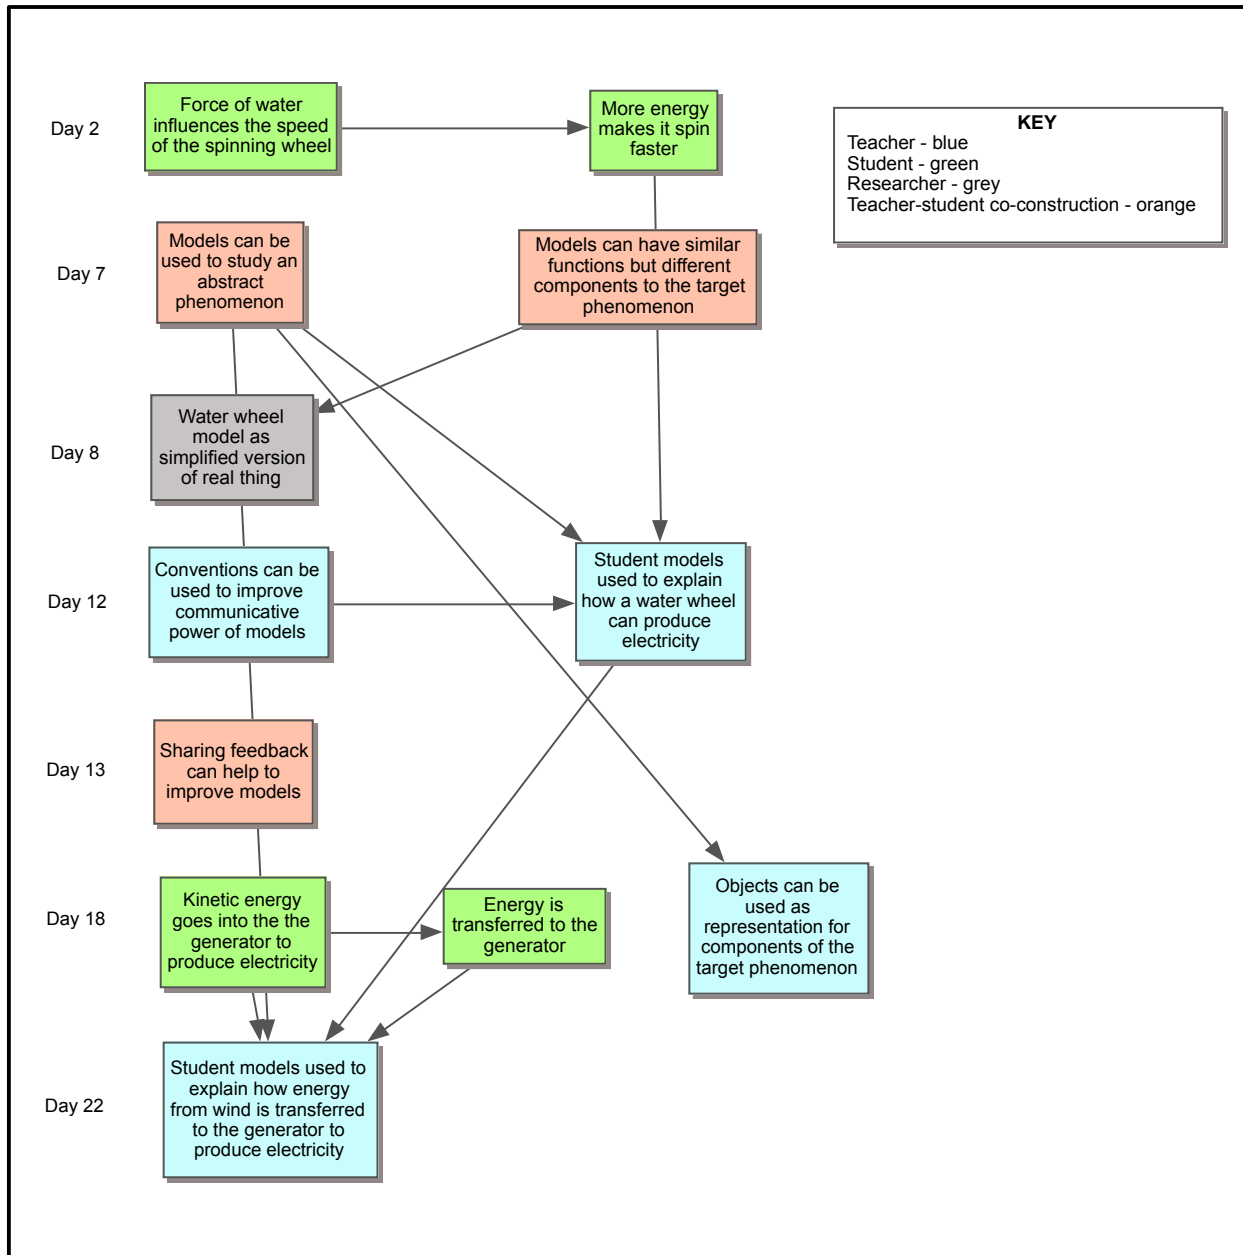 Day 2
Force of water
influences the speed
of the spinning wheel
More energy
makes it spin
faster
KEY
Teacher - blue
Student - green
Researcher - grey
Teacher-student co-construction - orange
Day 7
Models can be
used to study an
abstract
phenomenon
Models can have similar
functions but different
components to the target
phenomenon
Day 8
Water wheel
model as
simplified version
of real thing
Day 12
Conventions can be
used to improve
communicative
power of models
Student models
used to explain
how a water wheel
can produce
electricity
Day 13
Sharing feedback
can help to
improve models
Day 18
Kinetic energy
goes into the the
generator to
produce electricity
Energy is
transferred to the
generator
Objects can be
used as
representation for
components of the
target phenomenon
Day 22
Student models used to
explain how energy
from wind is transferred
to the generator to
produce electricity